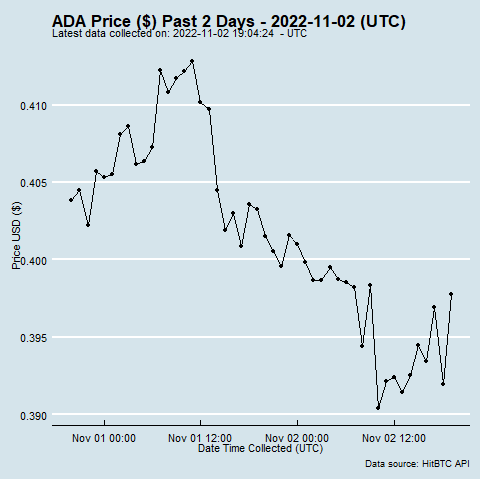 ADA Price ($) Past 2 Days - 2022-11-02 (UTC)
Latest data collected on: 2022-11-02 19:04:24  - UTC
0.410
0.405
0.400
0.395
0.390
Price USD ($)
Nov 01 00:00
Nov 01 12:00
Nov 02 00:00
Nov 02 12:00
Date Time Collected (UTC)
Data source: HitBTC API